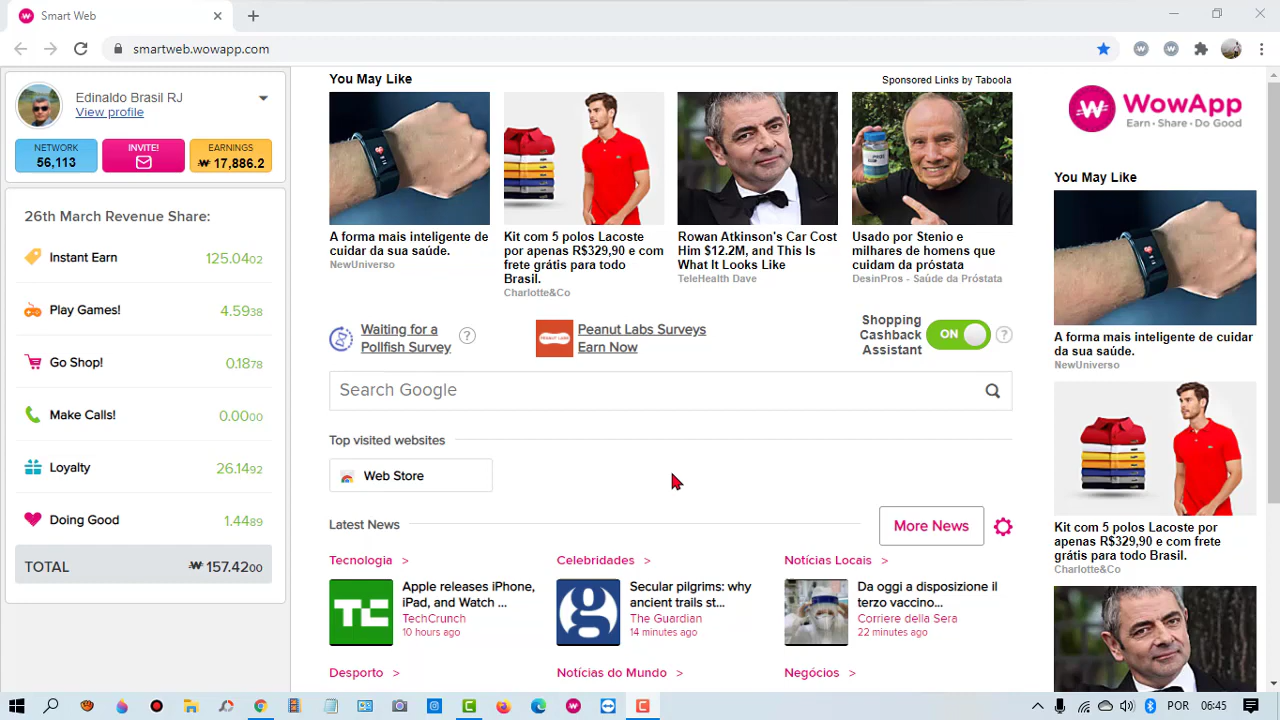 Smart Web
smartweb.wowapp.com
Edinaldo Brasil RJ
View profile
NETWORK
56,113
INVITE!
EARNINGS
17,886.2
26th March Revenue Share:
Instant Earn 125.0402
Play Games! 4.5938
Go Shop! 0.1878
Make Calls! 0.0000
Loyalty 26.1492
Doing Good 1.4489
TOTAL 157.4200
You May Like
Sponsored Links by Taboola
A forma mais inteligente de
cuidar da sua saúde.
NewUniverso
Kit com 5 polos Lacoste
por apenas R$329,90 e com
frete grátis para todo
Brasil.
Charlotte&Co
Rowan Atkinson's Car Cost
Him $12.2M, and This Is
What It Looks Like
TeleHealth Dave
Usado por Stenio e
milhares de homens que
cuidam da próstata
DesinPros - Saúde da Próstata
Waiting for a
Pollfish Survey
?
PEANUT LABS
Peanut Labs Surveys
Earn Now
Shopping
Cashback
Assistant
ON
?
Search Google
Top visited websites
Web Store
Latest News
More News
Tecnologia >
Apple releases iPhone,
iPad, and Watch ...
TechCrunch
10 hours ago
Celebridades >
Secular pilgrims: why
ancient trails st...
The Guardian
14 minutes ago
Notícias Locais >
Da oggi a disposizione il
terzo vaccino...
Corriere della Sera
22 minutes ago
Desporto >
Notícias do Mundo >
Negócios >
WowApp
Earn · Share · Do Good
You May Like
A forma mais inteligente de cuidar
da sua saúde.
NewUniverso
Kit com 5 polos Lacoste por
apenas R$329,90 e com frete
grátis para todo Brasil.
Charlotte&Co
POR
06:45